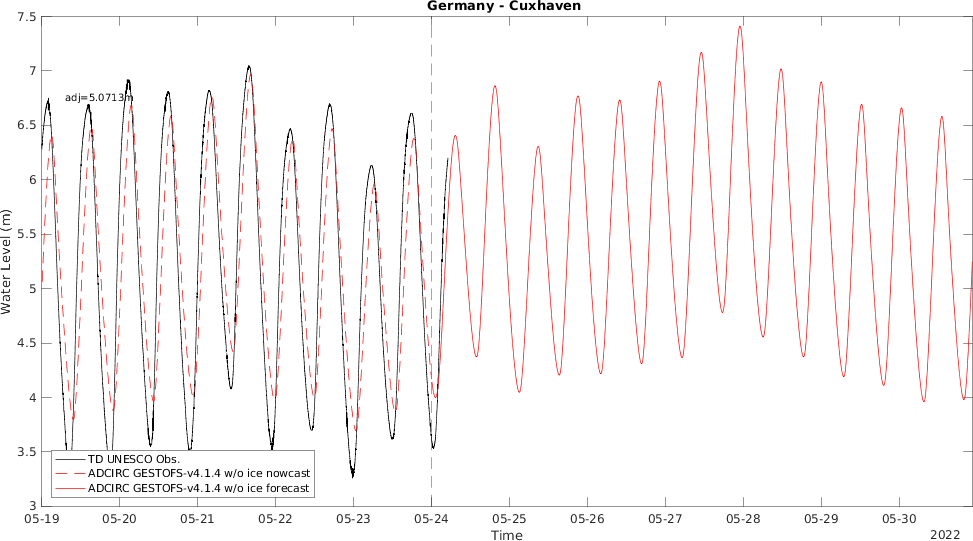 Germany - Cuxhaven
7.5
7
6.5
6
5.5
5
4.5
4
3.5
3
Water Level (m)
adj=5.0713m
TD UNESCO Obs.
ADCIRC GESTOFS-v4.1.4 w/o ice nowcast
ADCIRC GESTOFS-v4.1.4 w/o ice forecast
05-19 05-20 05-21 05-22 05-23 05-24 05-25 05-26 05-27 05-28 05-29 05-30
Time
2022